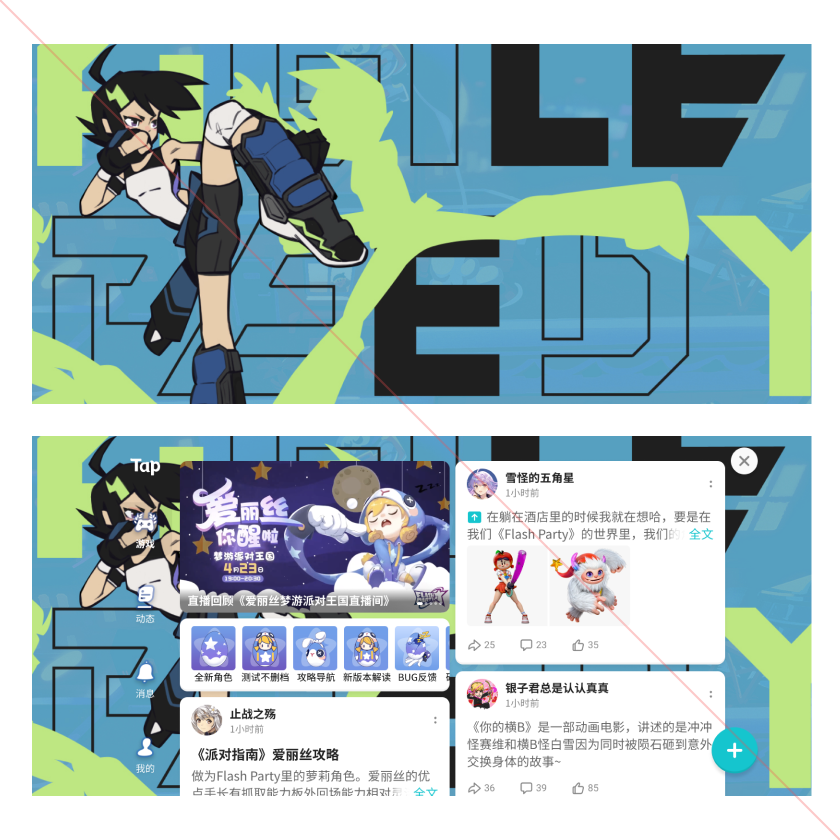 LE
EDY
Tap
游戏
动态
消息
我的
爱丽丝
你醒啦
梦游派对王国
4月23日
19:00-20:30
zzz
直播回顾《爱丽丝梦游派对王国直播间》
全新角色 测试不删档 攻略导航 新版本解读 BUG反馈
止战之殇
1小时前
《派对指南》爱丽丝攻略
做为Flash Party里的萝莉角色。爱丽丝的优
点手长有抓取能力板外回场能力相对 全文
雪怪的五角星
1小时前
在躺在酒店里的时候我就在想哈，要是在
我们《Flash Party》的世界里，我们的 全文
25 23 35
银子君总是认认真真
1小时前
《你的横B》是一部动画电影，讲述的是冲冲
怪赛维和横B怪白雪因为同时被陨石砸到意外
交换身体的故事~
36 39 85